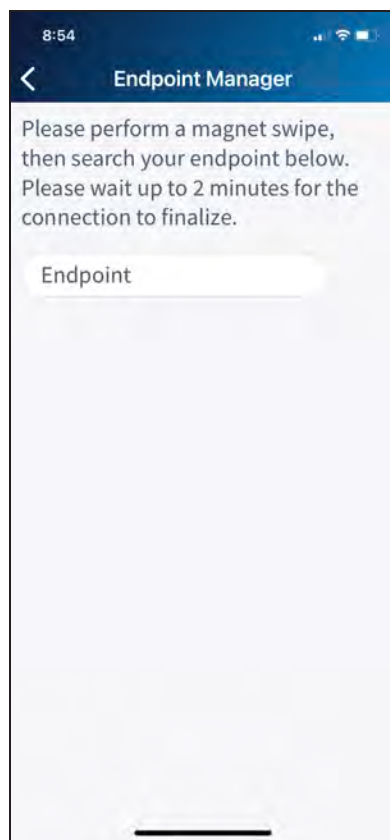 8:54
Endpoint Manager
Please perform a magnet swipe,
then search your endpoint below.
Please wait up to 2 minutes for the
connection to finalize.
Endpoint